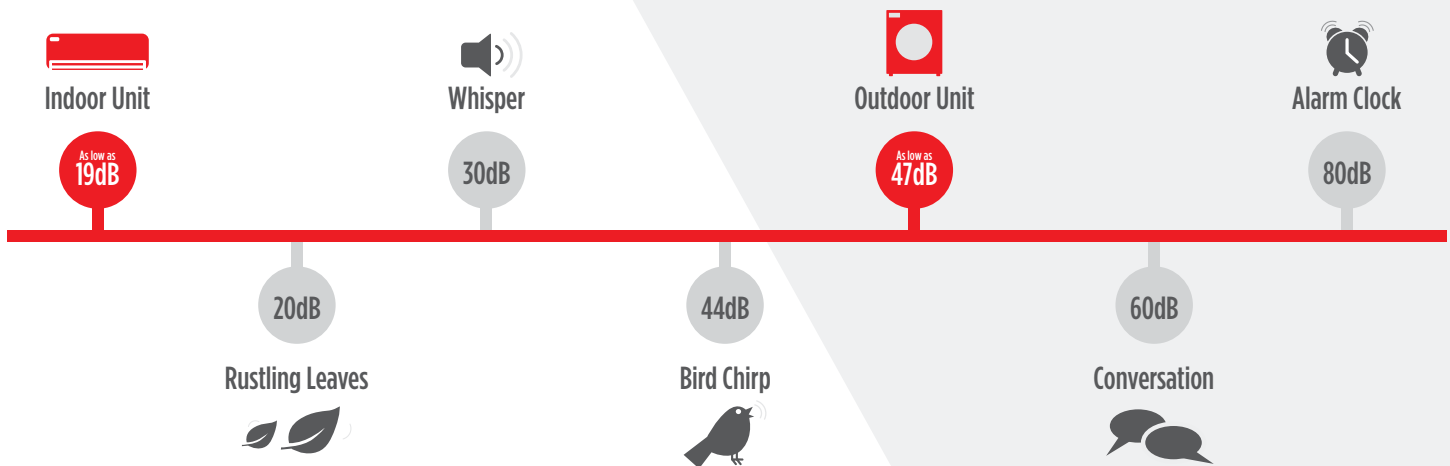 Indoor Unit
Whisper
Outdoor Unit
Alarm Clock
As low as
19dB
30dB
As low as
47dB
80dB
20dB
44dB
60dB
Rustling Leaves
Bird Chirp
Conversation